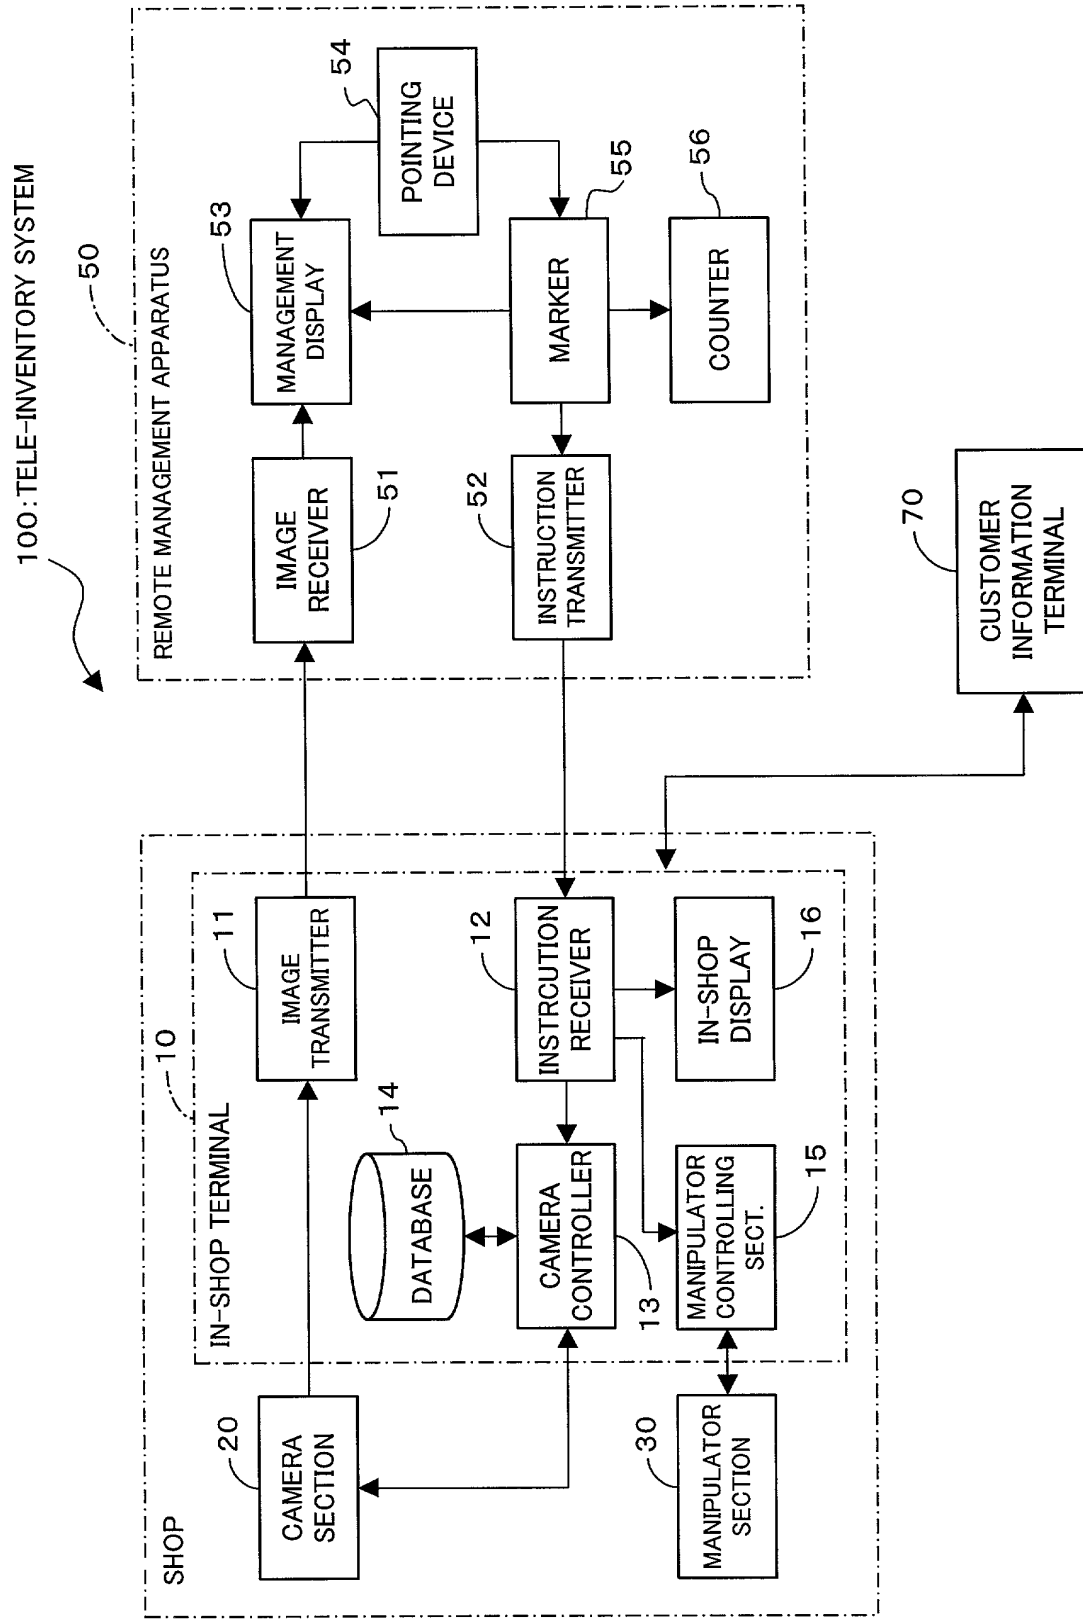 100:TELE-INVENTORY SYSTEM
SHOP
10
IN-SHOP TERMINAL
20
CAMERA
SECTION
11
IMAGE
TRANSMITTER
14
DATABASE
12
INSTRCUTION
RECEIVER
CAMERA
CONTROLLER
13
IN-SHOP
DISPLAY
16
MANIPULATOR
CONTROLLING
SECT.
15
30
MANIPULATOR
SECTION
50
REMOTE MANAGEMENT APPARATUS
IMAGE
RECEIVER
51
53
MANAGEMENT
DISPLAY
54
POINTING
DEVICE
52
INSTRUCTION
TRANSMITTER
MARKER
55
COUNTER
56
70
CUSTOMER
INFORMATION
TERMINAL